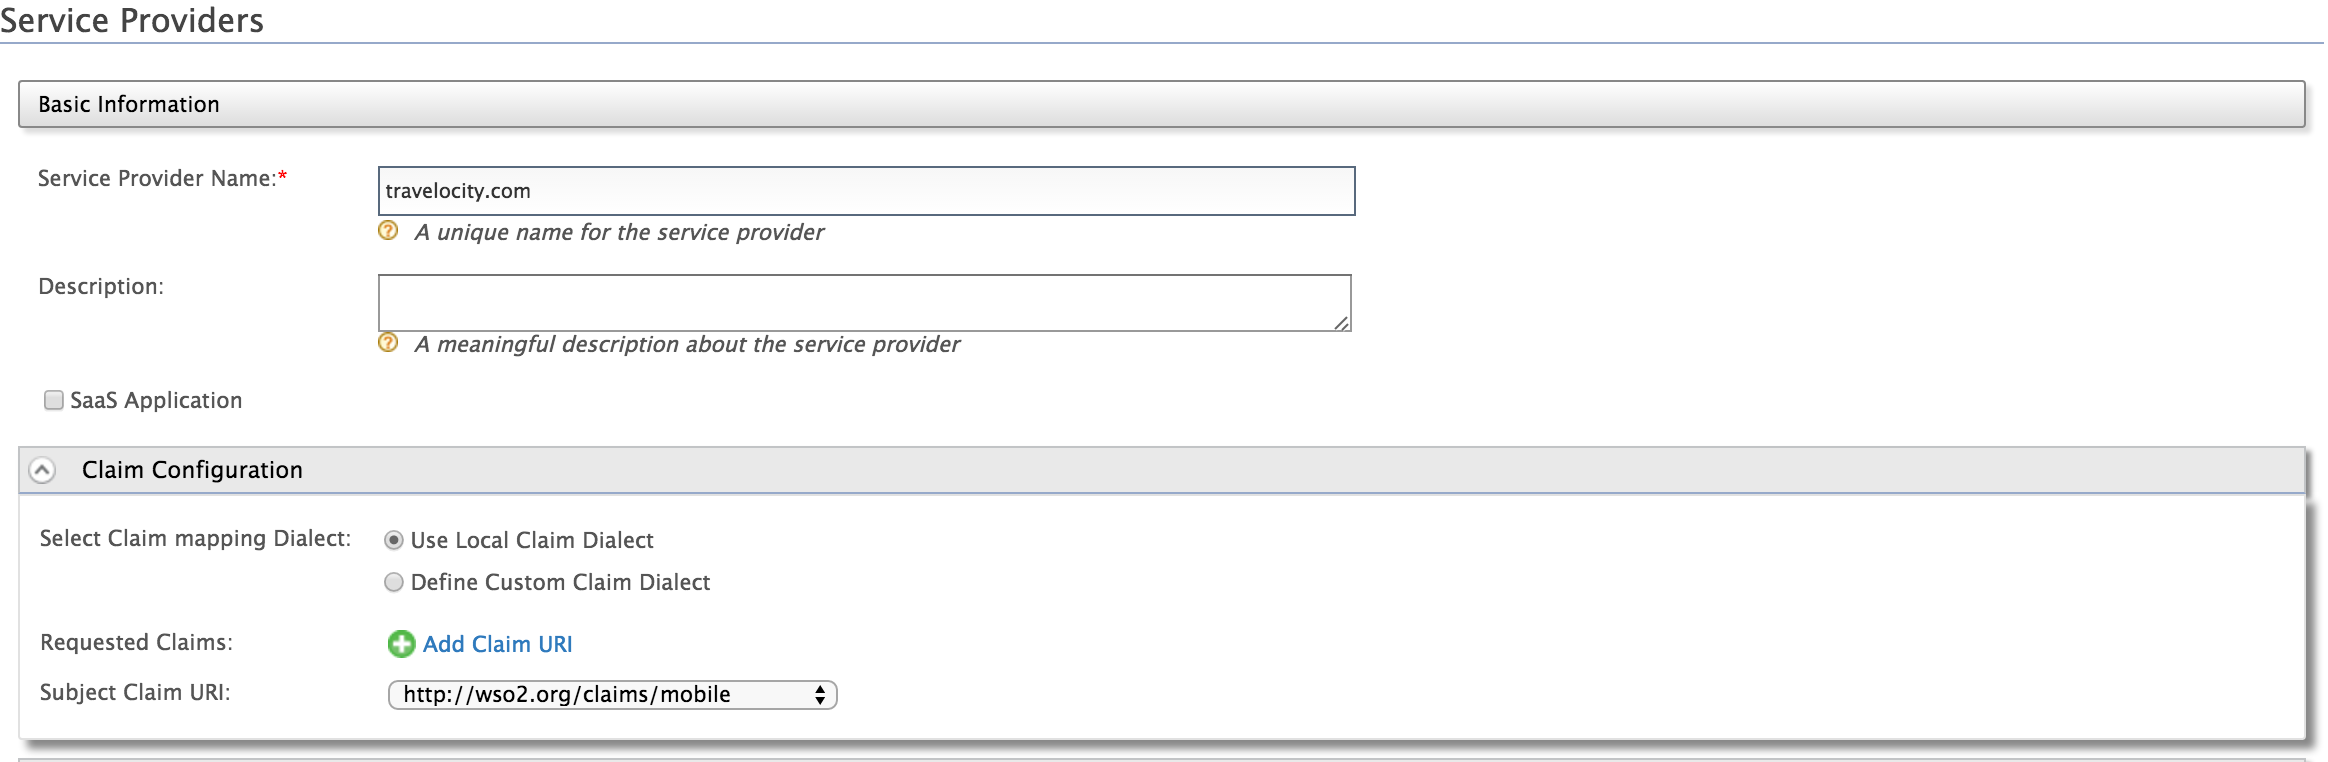 Service Providers
Basic Information
Service Provider Name:*
travelocity.com
A unique name for the service provider
Description:
A meaningful description about the service provider
SaaS Application
Claim Configuration
Select Claim mapping Dialect:
Use Local Claim Dialect
Define Custom Claim Dialect
Requested Claims:
Add Claim URI
Subject Claim URI:
http://wso2.org/claims/mobile